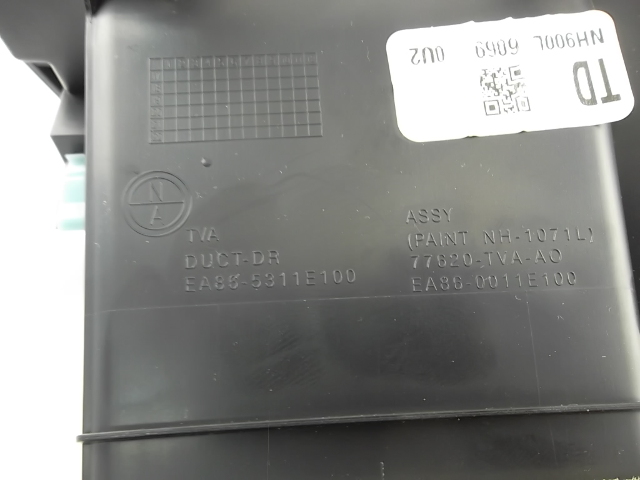 NH900L 6069 0U2
TD
N
A
TVA
DUCT-DR
EA86-5311E100
ASSY
(PAINT NH-1071L)
77620-TVA-A0
EA86-0011E100